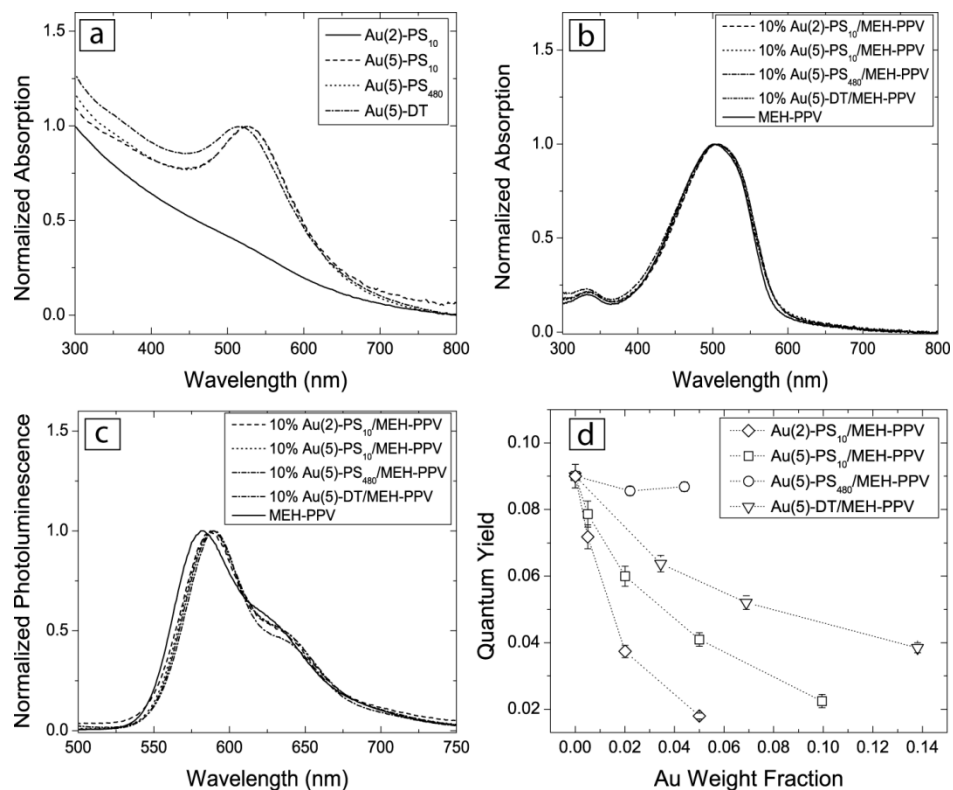 a
Au(2)-PS10
Au(5)-PS10
Au(5)-PS480
Au(5)-DT
1.5
1.0
0.5
0.0
Normalized Absorption
300 400 500 600 700 800
Wavelength (nm)
b
10% Au(2)-PS10/MEH-PPV
10% Au(5)-PS10/MEH-PPV
10% Au(5)-PS480/MEH-PPV
10% Au(5)-DT/MEH-PPV
MEH-PPV
1.5
1.0
0.5
0.0
Normalized Absorption
300 400 500 600 700 800
Wavelength (nm)
c
10% Au(2)-PS10/MEH-PPV
10% Au(5)-PS10/MEH-PPV
10% Au(5)-PS480/MEH-PPV
10% Au(5)-DT/MEH-PPV
MEH-PPV
1.5
1.0
0.5
0.0
Normalized Photoluminescence
500 550 600 650 700 750
Wavelength (nm)
d
Au(2)-PS10/MEH-PPV
Au(5)-PS10/MEH-PPV
Au(5)-PS480/MEH-PPV
Au(5)-DT/MEH-PPV
0.10
0.08
0.06
0.04
0.02
Quantum Yield
0.00 0.02 0.04 0.06 0.08 0.10 0.12 0.14
Au Weight Fraction